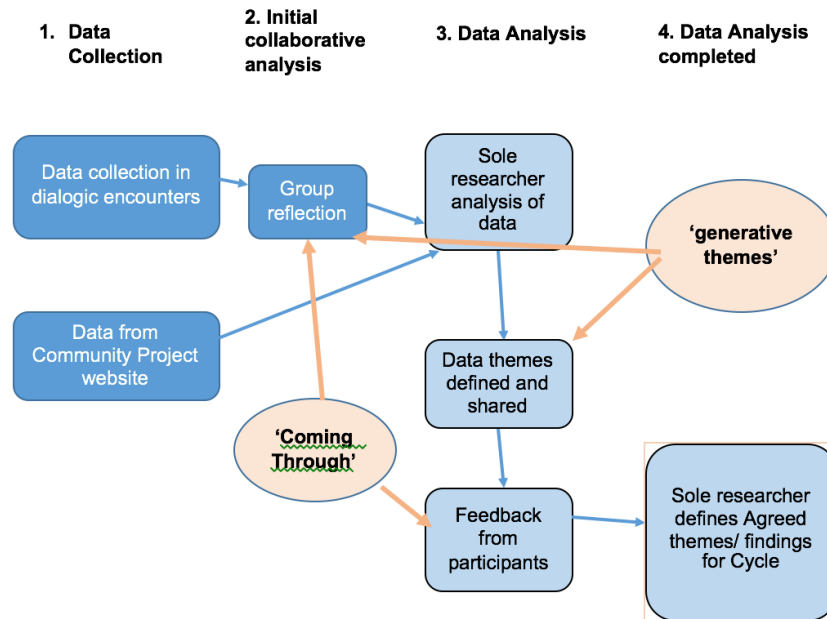 1. Data
Collection
2. Initial
collaborative
analysis
3. Data Analysis
4. Data Analysis
completed
Data collection in
dialogic encounters
Group
reflection
Sole
researcher
analysis of
data
‘generative
themes’
Data from
Community Project
website
Data themes
defined and
shared
‘Coming
Through’
Feedback
from
participants
Sole researcher
defines Agreed
themes/ findings
for Cycle